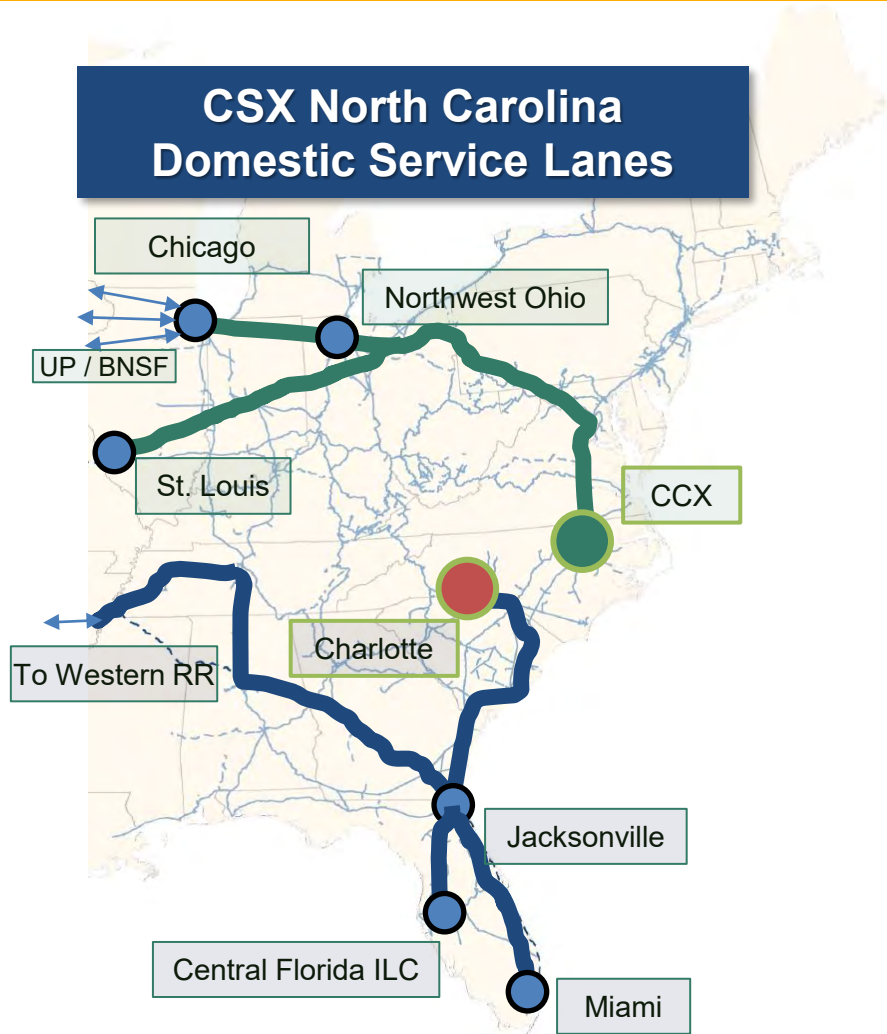 CSX North Carolina
Domestic Service Lanes
Chicago
Northwest Ohio
UP / BNSF
St. Louis
CCX
Charlotte
To Western RR
Jacksonville
Central Florida ILC
Miami